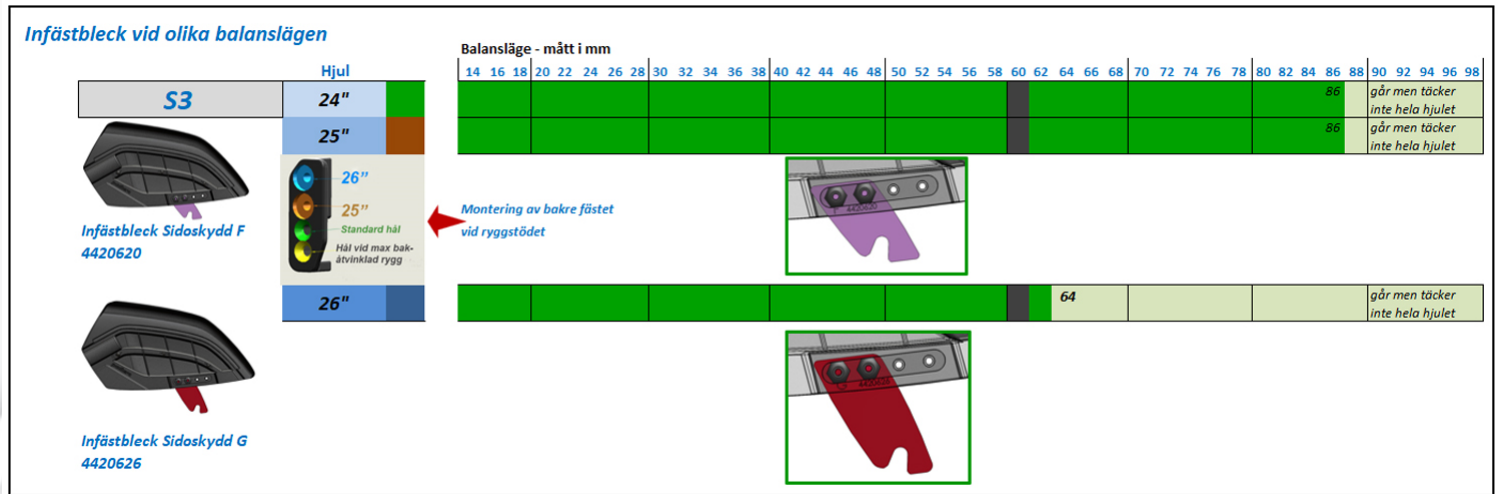 Infästbleck vid olika balanslägen
Balansläge - mått i mm
Hjul
14 16 18 20 22 24 26 28 30 32 34 36 38 40 42 44 46 48 50 52 54 56 58 60 62 64 66 68 70 72 74 76 78 80 82 84 86 88 90 92 94 96 98
S3
24"
86
går men täcker
inte hela hjulet
25"
86
går men täcker
inte hela hjulet
26”
25”
Standard hål
Hål vid max bak-
åtvinklad rygg
Montering av bakre fästet
vid ryggstödet
F 4420620
Infästbleck Sidoskydd F
4420620
26"
64
går men täcker
inte hela hjulet
G 4420626
Infästbleck Sidoskydd G
4420626